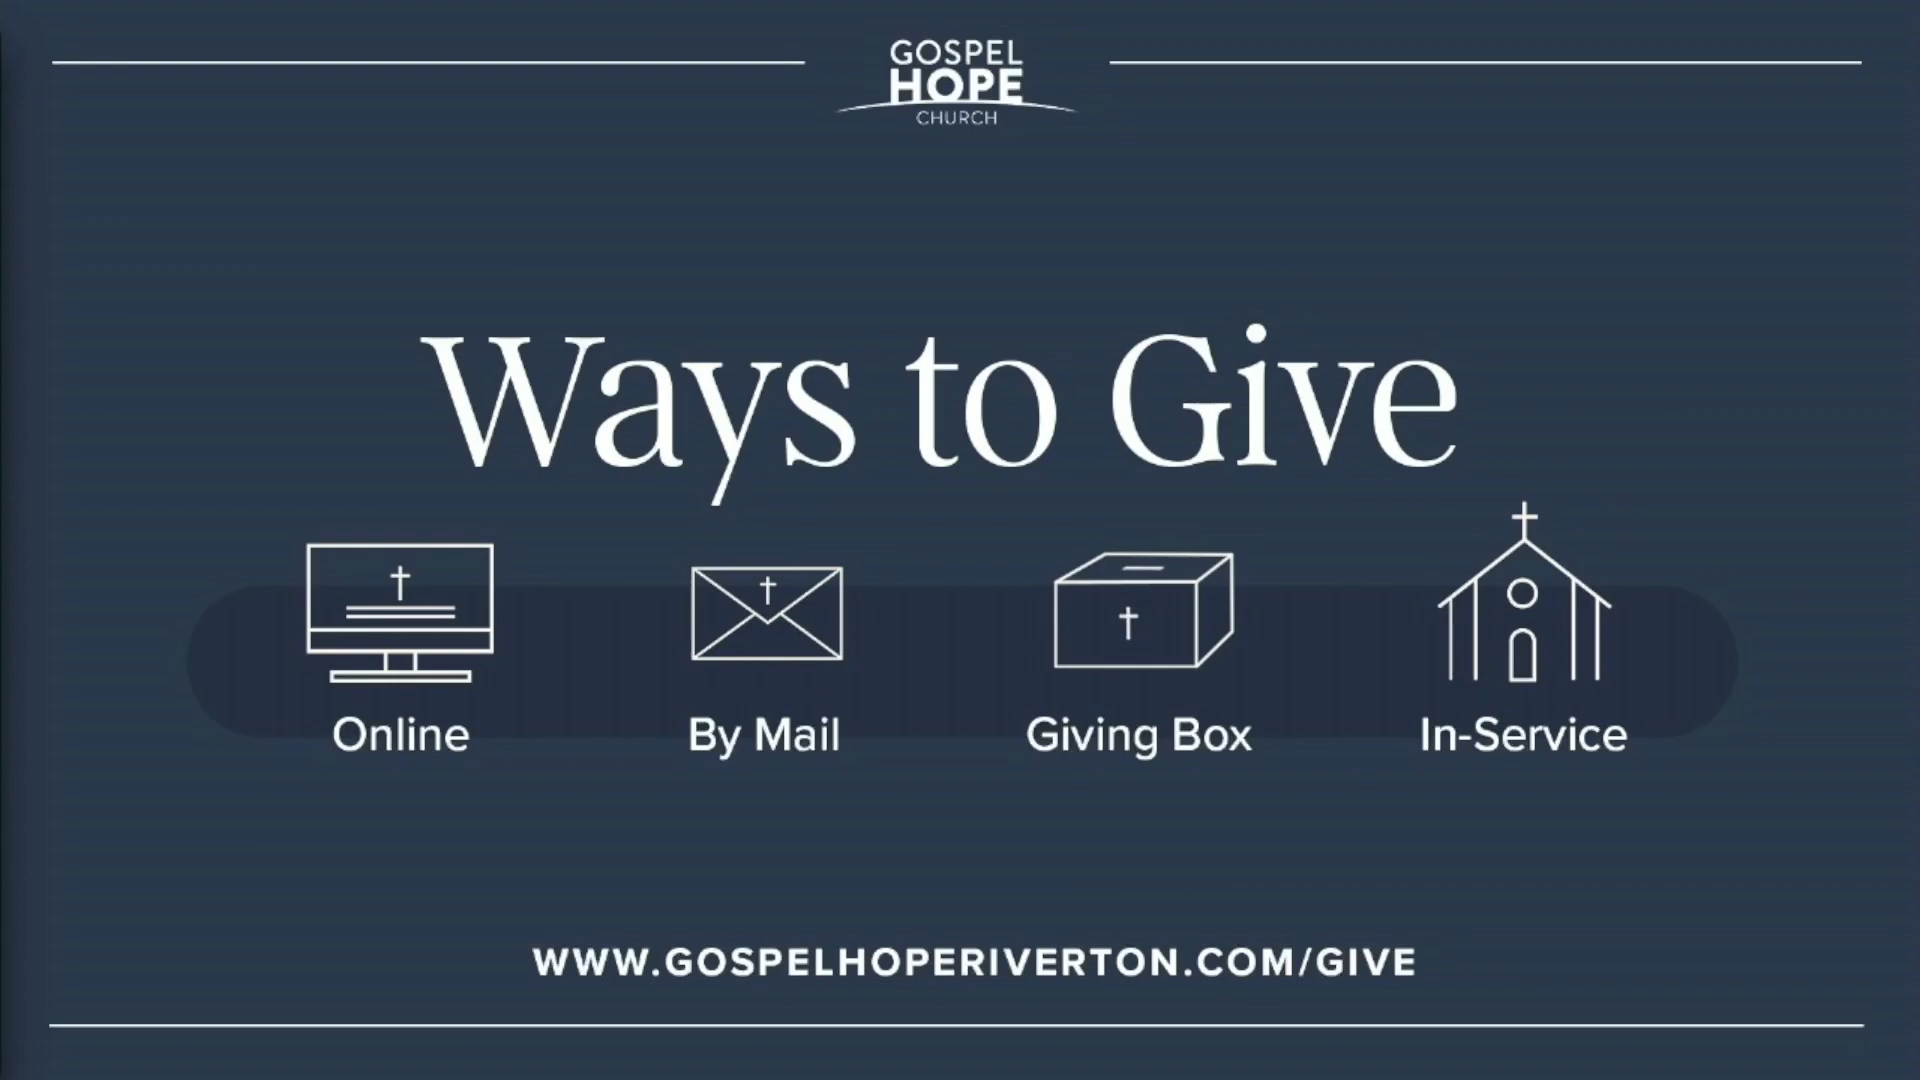 GOSPEL
HOPE
CHURCH
Ways to Give
Online
By Mail
Giving Box
In-Service
WWW.GOSPELHOPERIVERTON.COM/GIVE